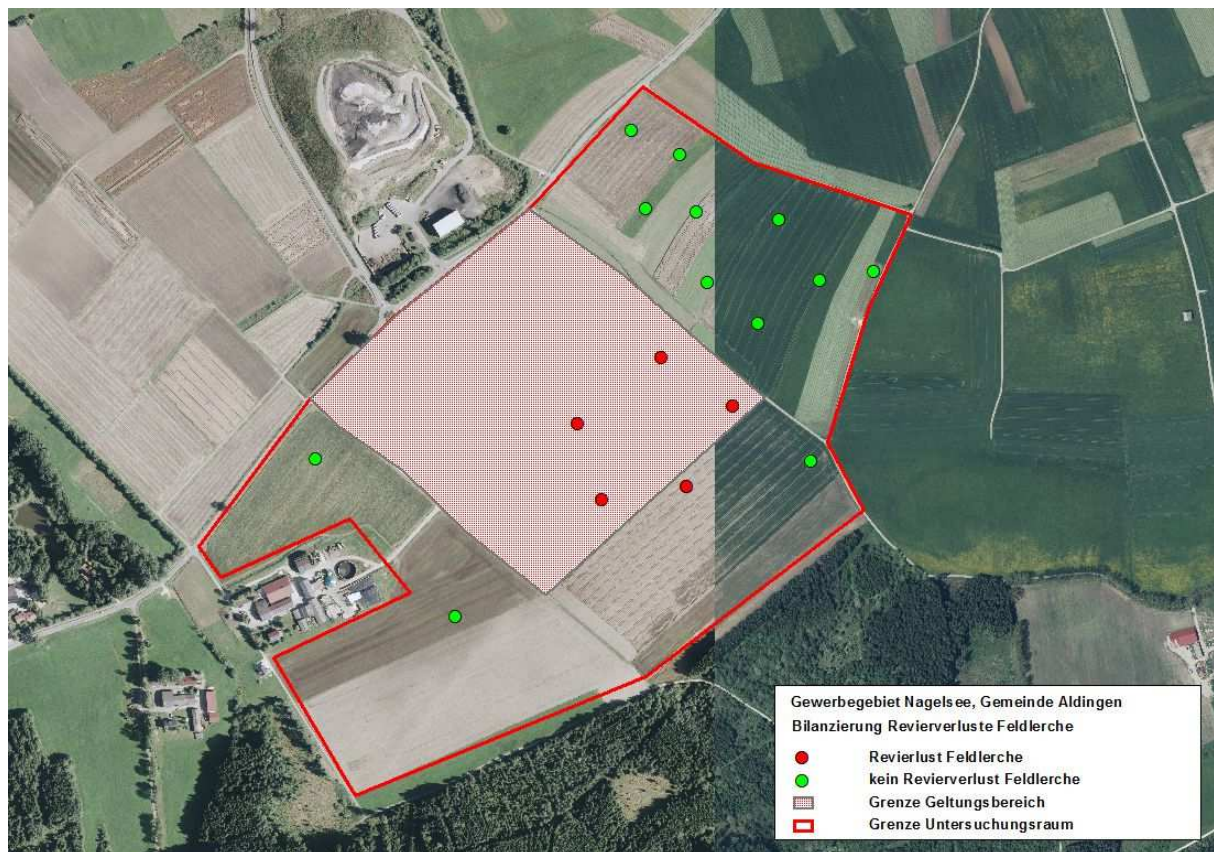 Gewerbegebiet Nagelsee, Gemeinde Aldingen
Bilanzierung Revierverluste Feldlerche
Revierlust Feldlerche
kein Revierverlust Feldlerche
Grenze Geltungsbereich
Grenze Untersuchungsraum